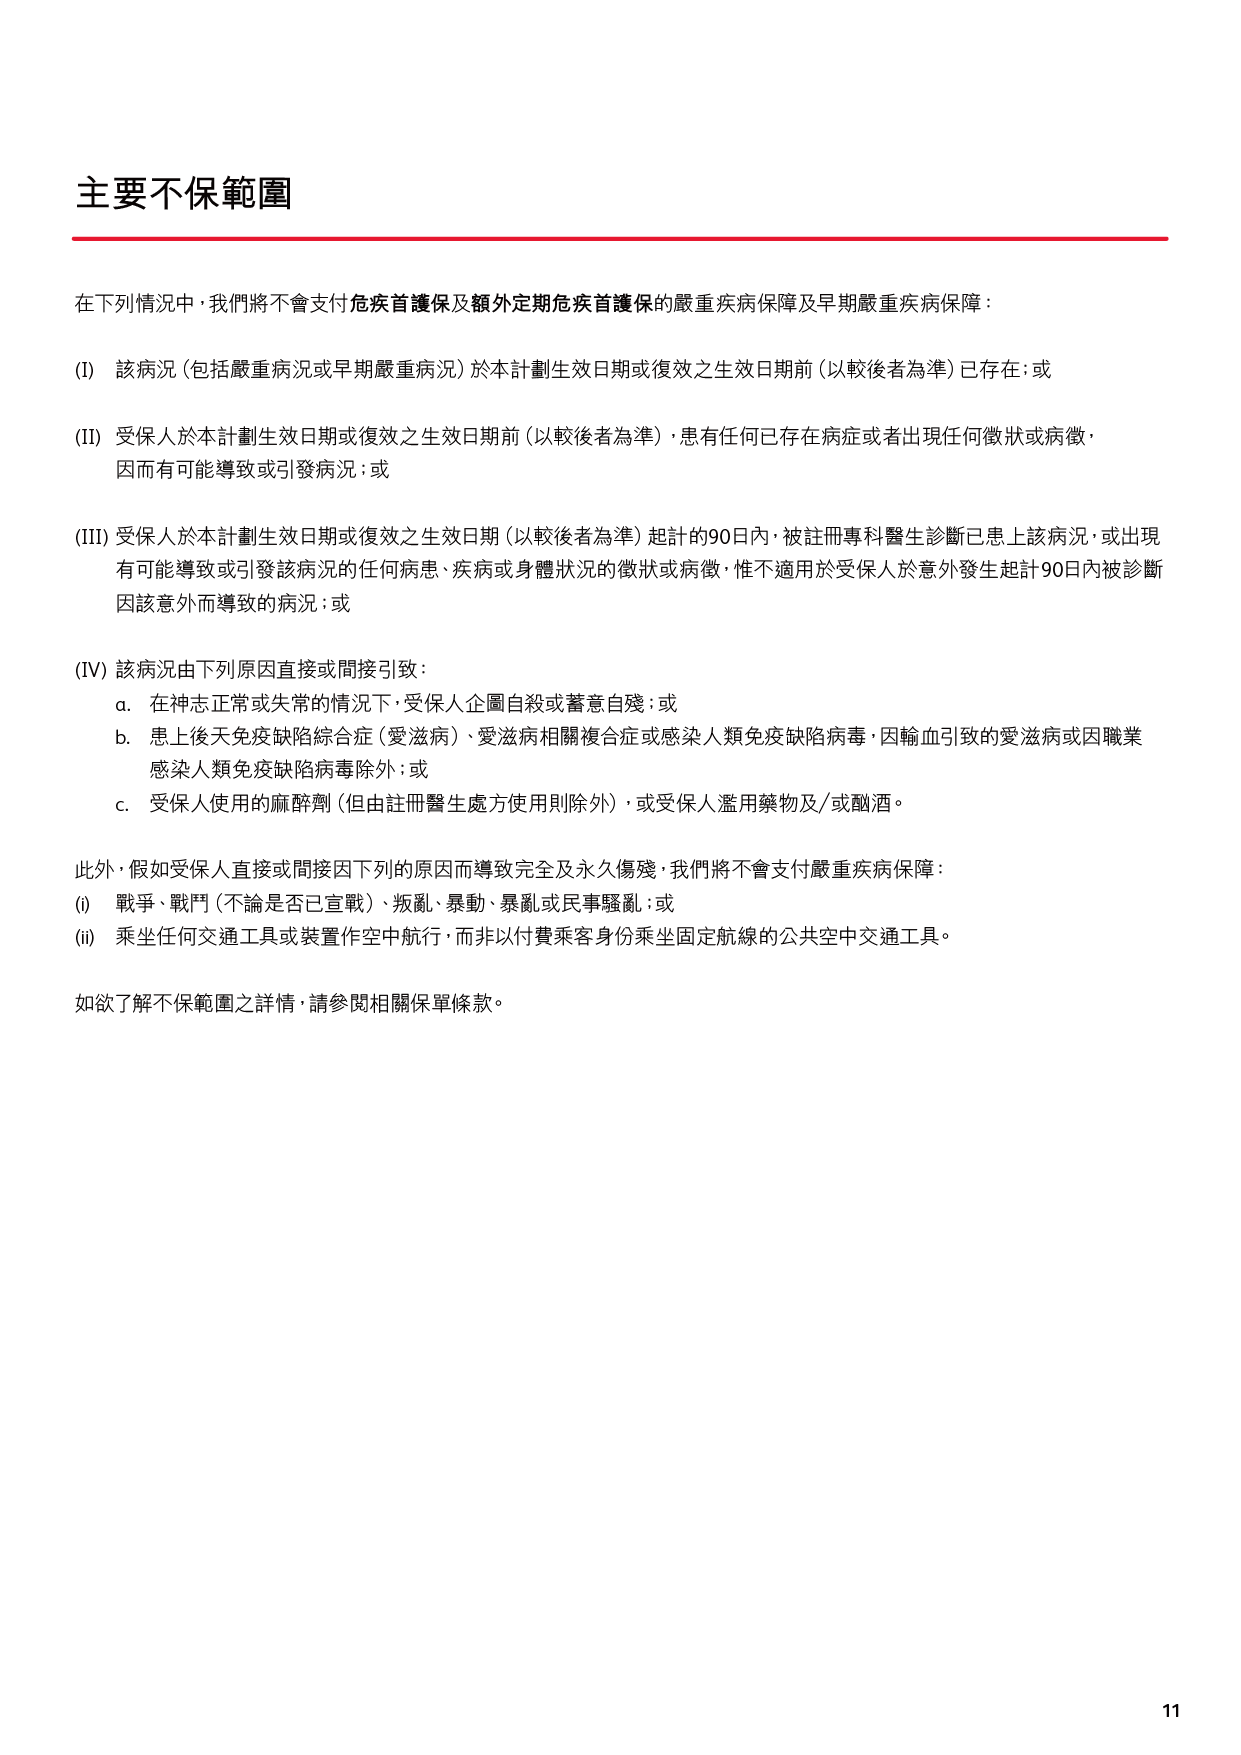 主要不保範圍
在下列情況中，我們將不會支付危疾首護保及額外定期危疾首護保的嚴重疾病保障及早期嚴重疾病保障：
(I) 該病況（包括嚴重病況或早期嚴重病況）於本計劃生效日期或復效之生效日期前（以較後者為準）已存在；或
(II) 受保人於本計劃生效日期或復效之生效日期前（以較後者為準），患有任何已存在病症或者出現任何徵狀或病徵，
因而有可能導致或引發病況；或
(III) 受保人於本計劃生效日期或復效之生效日期（以較後者為準）起計的90日內，被註冊專科醫生診斷已患上該病況，或出現
有可能導致或引發該病況的任何病患、疾病或身體狀況的徵狀或病徵，惟不適用於受保人於意外發生起計90日內被診斷
因該意外而導致的病況；或
(IV) 該病況由下列原因直接或間接引致：
a. 在神志正常或失常的情況下，受保人企圖自殺或蓄意自殘；或
b. 患上後天免疫缺陷綜合症（愛滋病）、愛滋病相關複合症或感染人類免疫缺陷病毒，因輸血引致的愛滋病或因職業
感染人類免疫缺陷病毒除外；或
c. 受保人使用的麻醉劑（但由註冊醫生處方使用則除外），或受保人濫用藥物及/或酗酒。
此外，假如受保人直接或間接因下列的原因而導致完全及永久傷殘，我們將不會支付嚴重疾病保障：
(i) 戰爭、戰鬥（不論是否已宣戰）、叛亂、暴動、暴亂或民事騷亂；或
(ii) 乘坐任何交通工具或裝置作空中航行，而非以付費乘客身份乘坐固定航線的公共空中交通工具。
如欲了解不保範圍之詳情，請參閱相關保單條款。
11